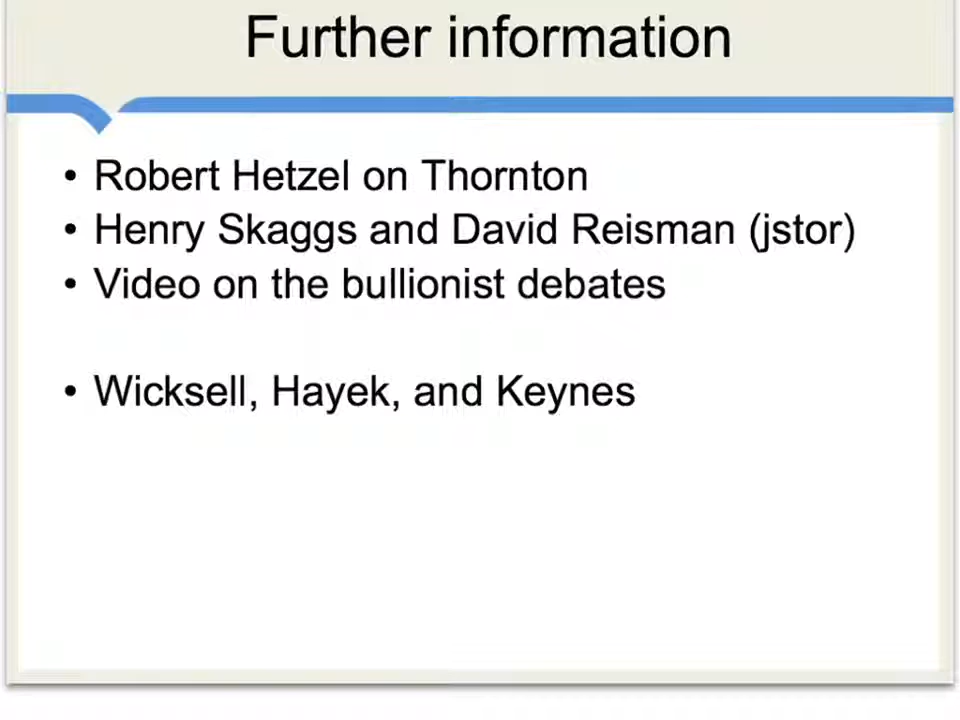 Further information
• Robert Hetzel on Thornton
• Henry Skaggs and David Reisman (jstor)
• Video on the bullionist debates
• Wicksell, Hayek, and Keynes